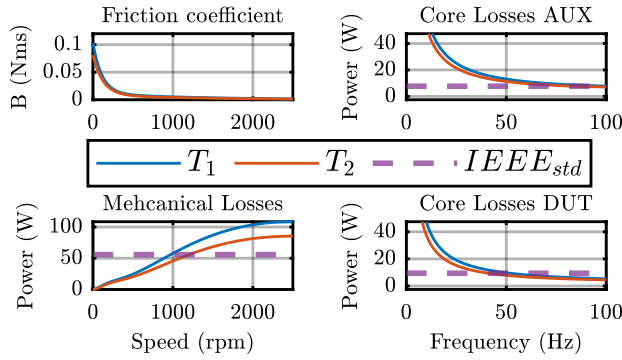 Friction coefficient
B (Nms)
0.1
0.05
0
0
1000
2000
Core Losses AUX
Power (W)
40
20
0
0
50
100
T₁ T₂ IEEE_{std}
Mehcanical Losses
Power (W)
100
50
0
0
1000
2000
Speed (rpm)
Core Losses DUT
Power (W)
40
20
0
0
50
100
Frequency (Hz)